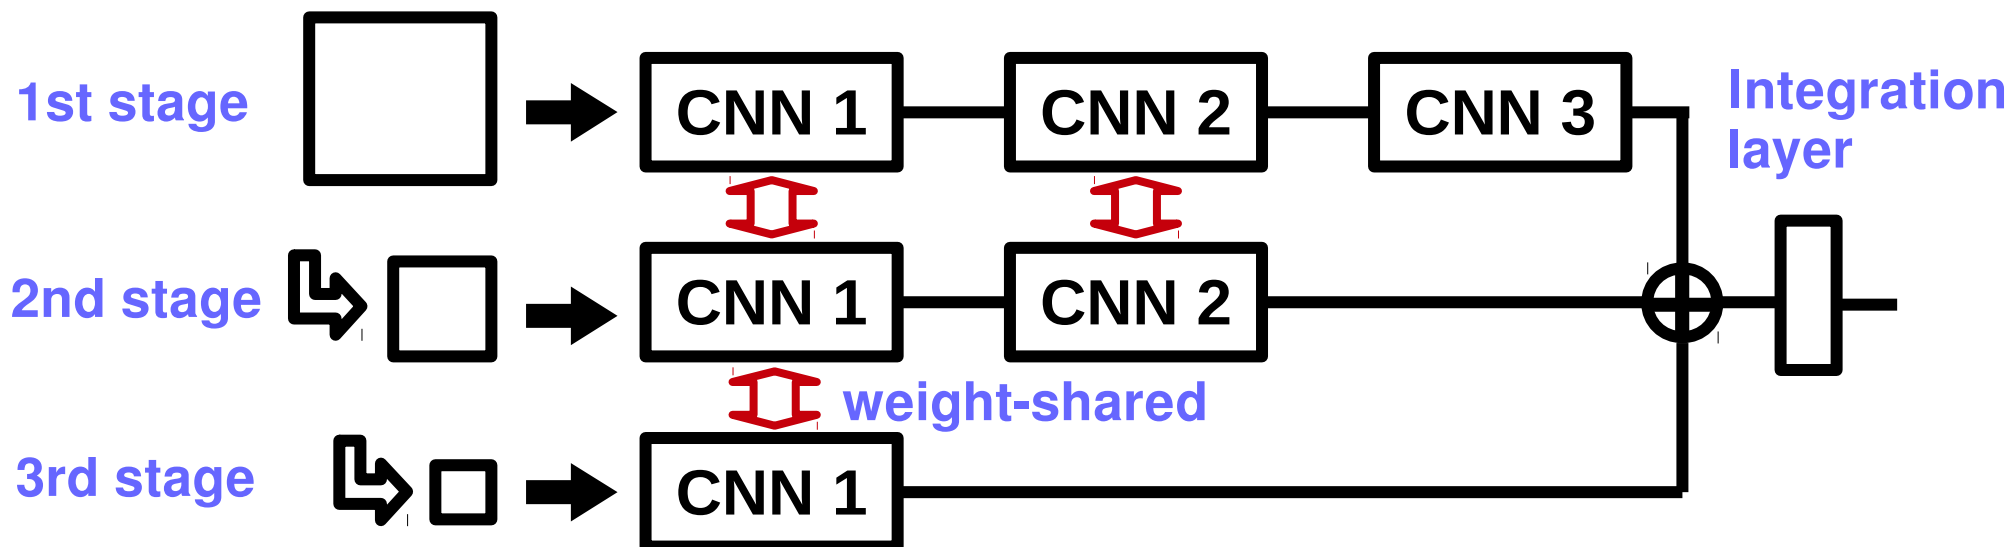 1st stage
CNN 1
CNN 2
CNN 3
Integration
layer
2nd stage
CNN 1
CNN 2
weight-shared
3rd stage
CNN 1